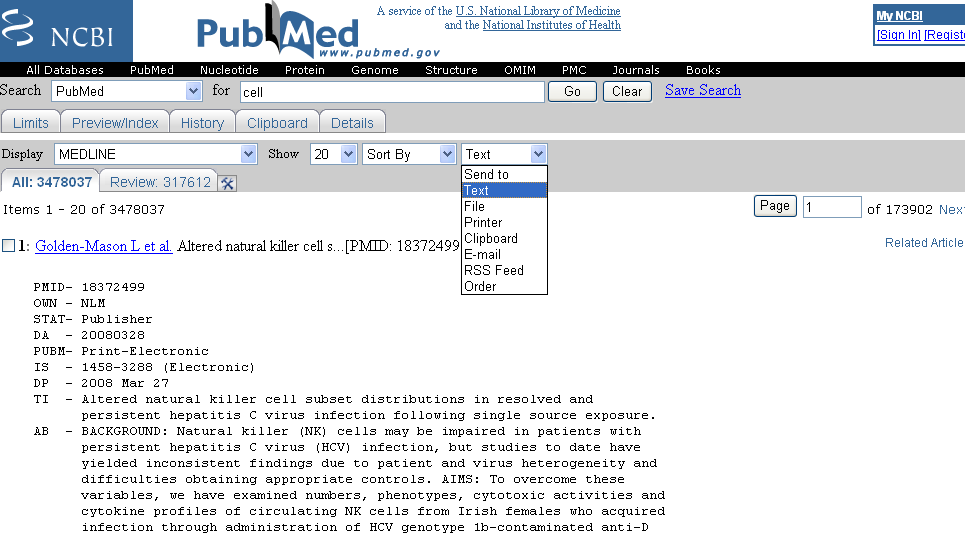 A service of the U.S. National Library of Medicine
and the National Institutes of Health
My NCBI
[Sign In] [Regist
NCBI
PubMed
www.pubmed.gov
All Databases PubMed Nucleotide Protein Genome Structure OMIM PMC Journals Books
Search PubMed for cell Go Clear Save Search
Limits Preview/Index History Clipboard Details
Display MEDLINE Show 20 Sort By Text
Send to
Text
File
Printer
Clipboard
E-mail
RSS Feed
Order
All: 3478037 Review: 317612
Items 1 - 20 of 3478037 Page 1 of 173902 Next
1: Golden-Mason L et al. Altered natural killer cell s...[PMID: 18372499 Related Article
PMID- 18372499
OWN - NLM
STAT- Publisher
DA - 20080328
PUBM- Print-Electronic
IS - 1458-3288 (Electronic)
DP - 2008 Mar 27
TI - Altered natural killer cell subset distributions in resolved and
persistent hepatitis C virus infection following single source exposure.
AB - BACKGROUND: Natural killer (NK) cells may be impaired in patients with
persistent hepatitis C virus (HCV) infection, but studies to date have
yielded inconsistent findings due to patient and virus heterogeneity and
difficulties obtaining appropriate controls. AIMS: To overcome these
variables, we have examined numbers, phenotypes, cytotoxic activities and
cytokine profiles of circulating NK cells from Irish females who acquired
infection through administration of HCV genotype 1b-contaminated anti-D